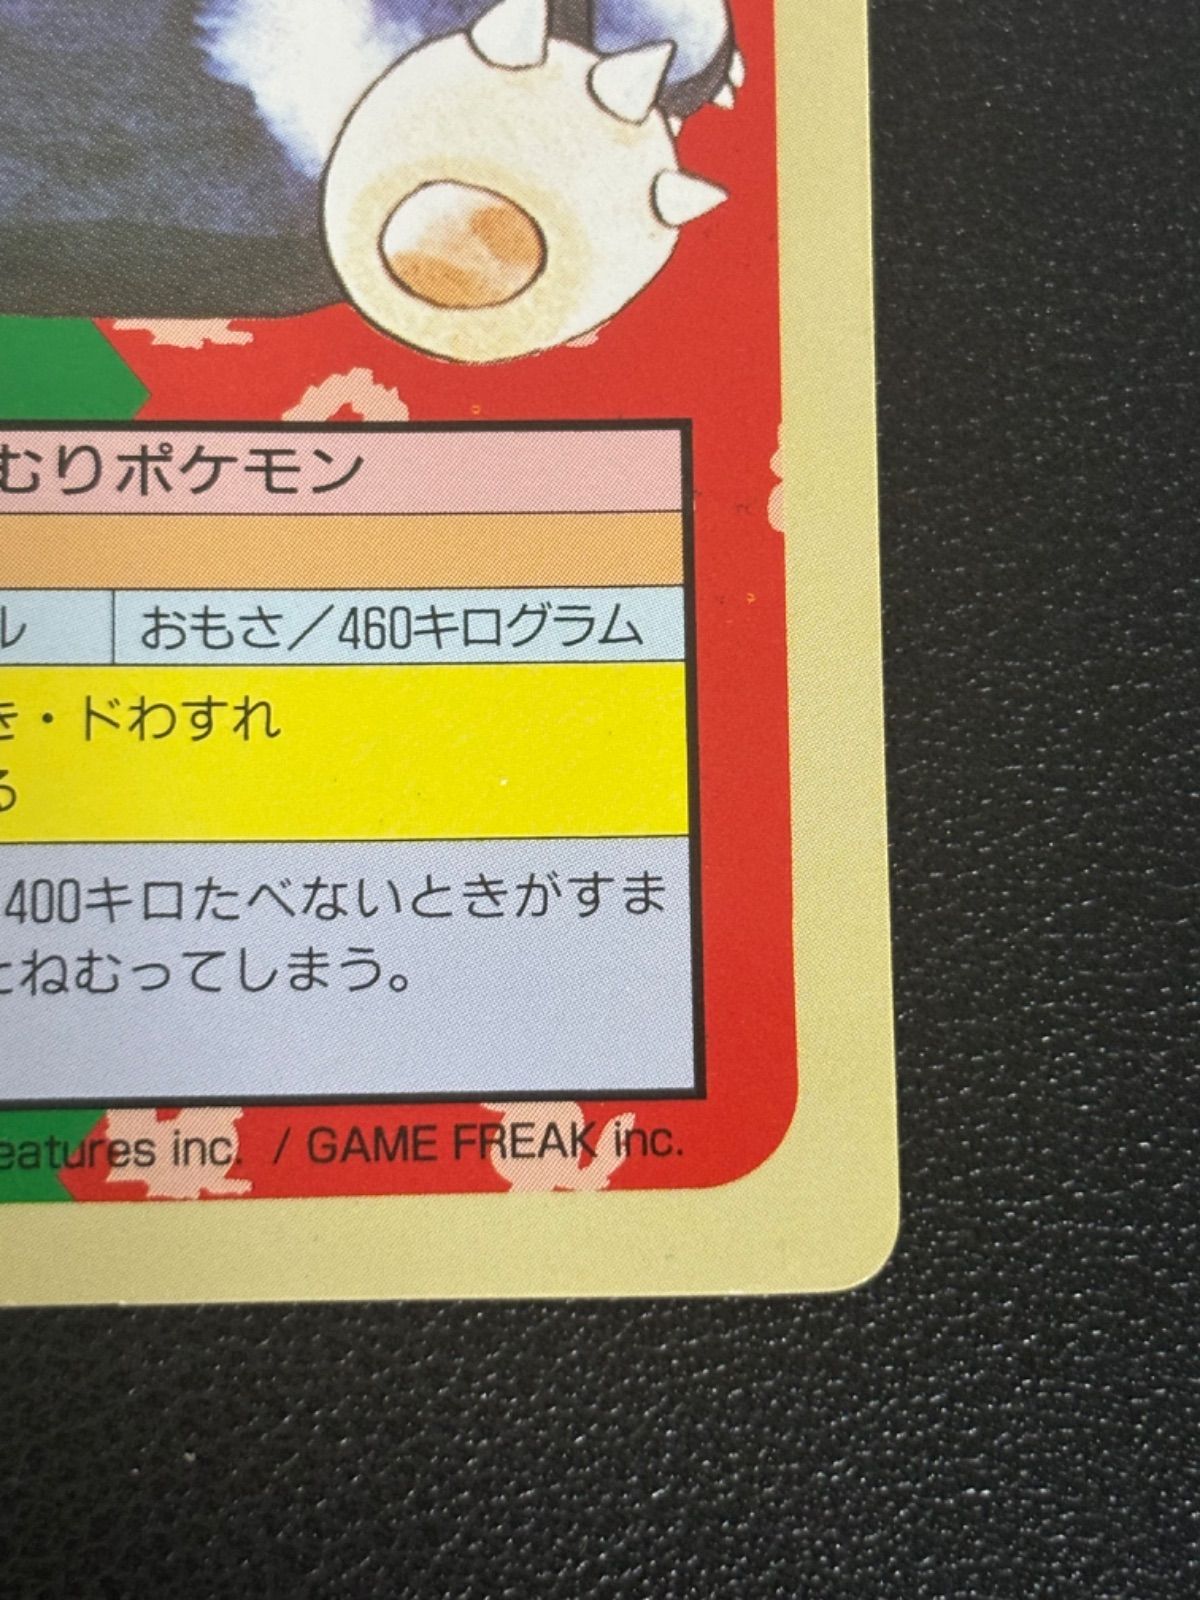 むりポケモン
ル
おもさ／460キログラム
き・ドわすれ
る
400キロたべないときがすま
とねむってしまう。
eatures inc. / GAME FREAK inc.